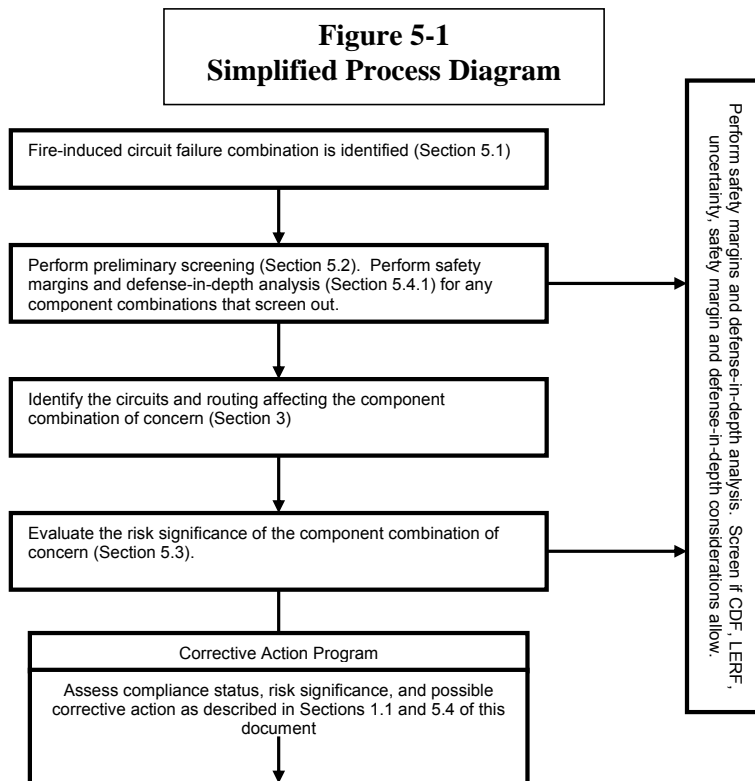 Figure 5-1
Simplified Process Diagram
Fire-induced circuit failure combination is identified (Section 5.1)
Perform preliminary screening (Section 5.2).  Perform safety
margins and defense-in-depth analysis (Section 5.4.1) for any
component combinations that screen out.
Identify the circuits and routing affecting the component
combination of concern (Section 3)
Evaluate the risk significance of the component combination of
concern (Section 5.3).
Corrective Action Program
Assess compliance status, risk significance, and possible
corrective action as described in Sections 1.1 and 5.4 of this
document
Perform safety margins and defense-in-depth analysis.  Screen if CDF, LERF,
uncertainty, safety margin and defense-in-depth considerations allow.